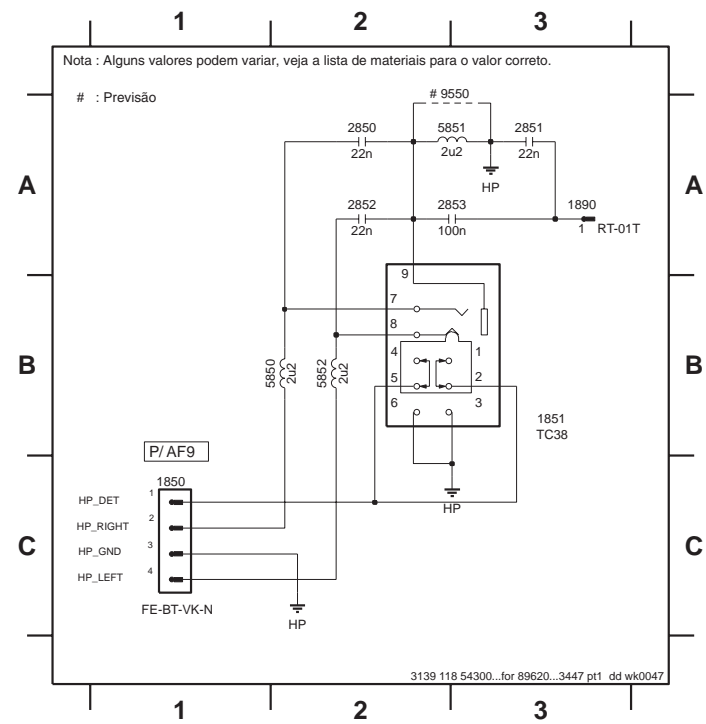 1 2 3
Nota : Alguns valores podem variar, veja a lista de materiais para o valor correto.
# : Previsão
# 9550
2850 5851 2851
22n 2u2 22n
HP
A A
2852 2853 1890
22n 100n 1 RT-01T
9
7
8
4 1
5 2
6 3
B B
5850
2u2
5852
2u2
1851
TC38
P/ AF9
1850
HP_DET 1
HP_RIGHT 2
HP_GND 3
HP_LEFT 4
HP
C C
FE-BT-VK-N
HP
3139 118 54300...for 89620...3447 pt1 dd wk0047
1 2 3